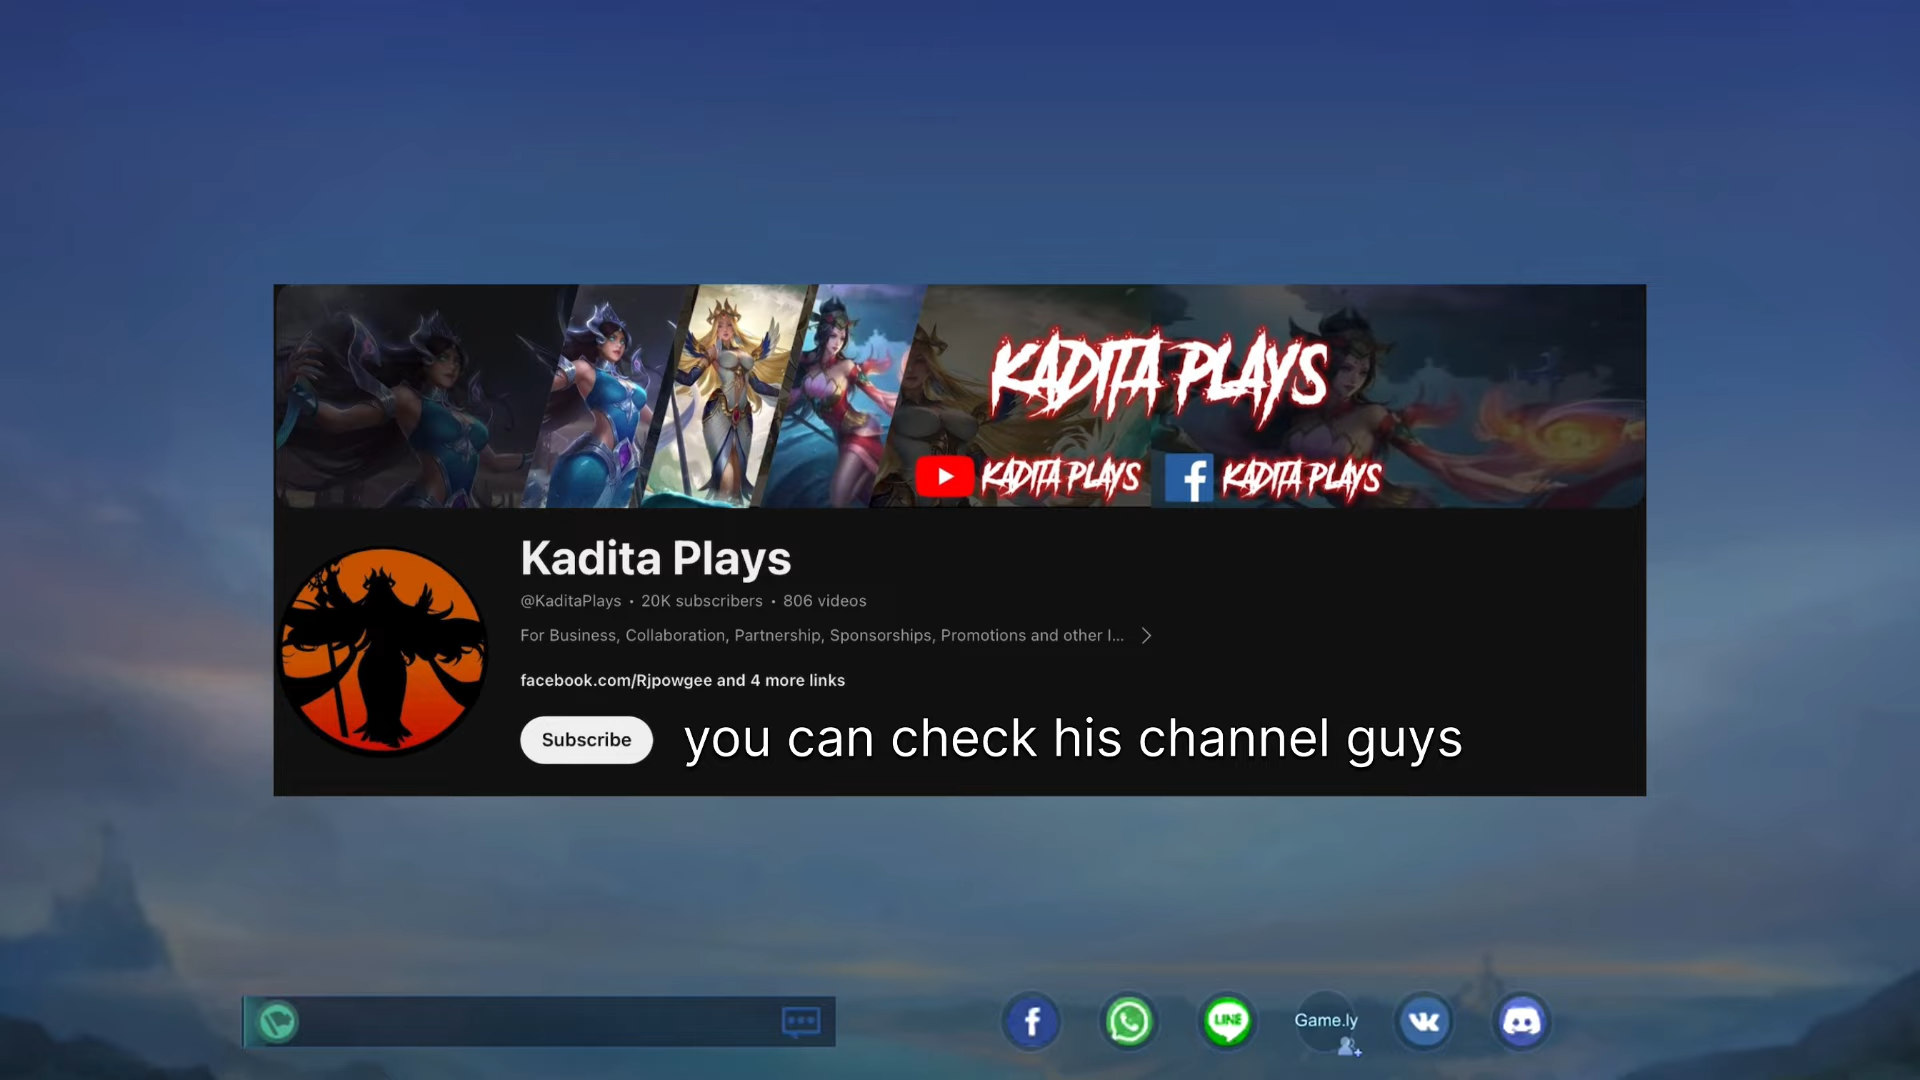 KADITA PLAYS
KADITA PLAYS
f KADITA PLAYS
Kadita Plays
@KaditaPlays • 20K subscribers • 806 videos
For Business, Collaboration, Partnership, Sponsorships, Promotions and other I...
facebook.com/Rjpowgee and 4 more links
Subscribe
you can check his channel guys
f
LINE
Game.ly
VK